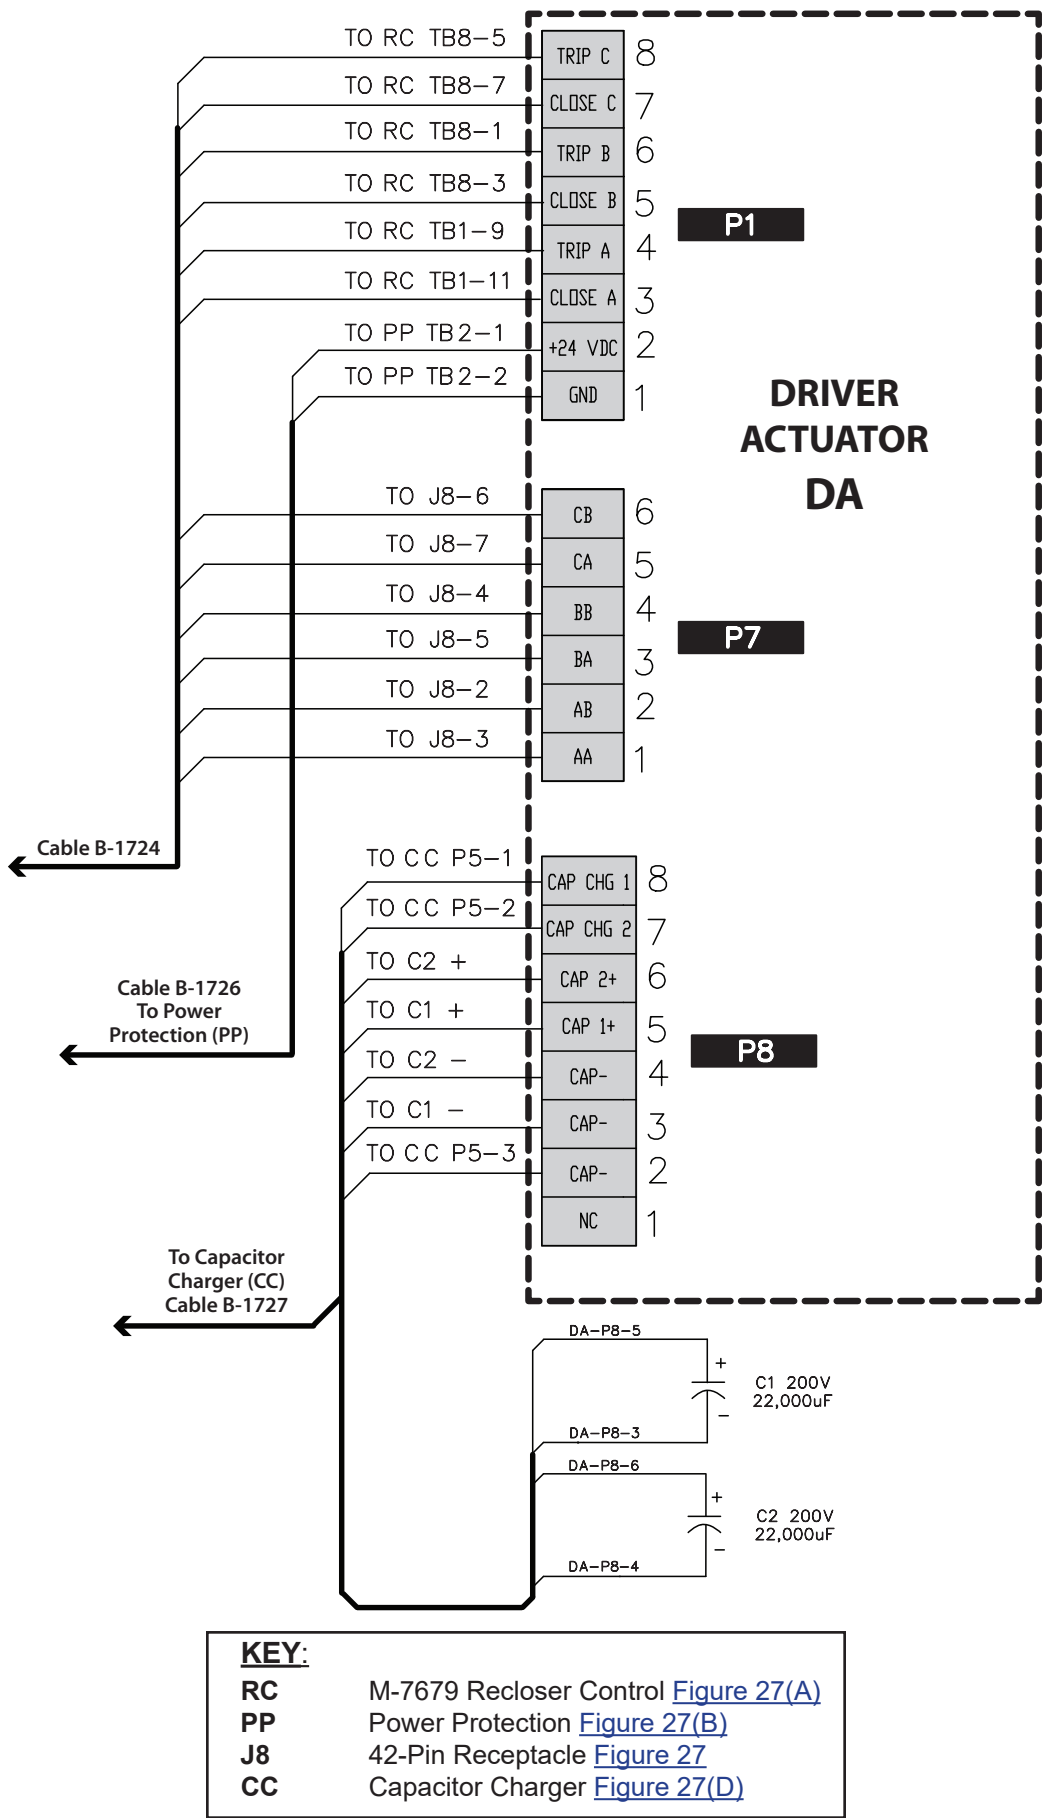 TO RC TB8-5
TRIP C 8
TO RC TB8-7
CLOSE C 7
TO RC TB8-1
TRIP B 6
TO RC TB8-3
CLOSE B 5
P1
TO RC TB1-9
TRIP A 4
TO RC TB1-11
CLOSE A 3
TO PP TB2-1
+24 VDC 2
TO PP TB2-2
GND 1
DRIVER
ACTUATOR
DA
TO J8-6
CB 6
TO J8-7
CA 5
TO J8-4
BB 4
P7
TO J8-5
BA 3
TO J8-2
AB 2
TO J8-3
AA 1
Cable B-1724
TO CC P5-1
CAP CHG 1 8
TO CC P5-2
CAP CHG 2 7
TO C2 +
CAP 2+ 6
TO C1 +
CAP 1+ 5
P8
TO C2 -
CAP- 4
TO C1 -
CAP- 3
TO CC P5-3
CAP- 2
NC 1
Cable B-1726
To Power
Protection (PP)
To Capacitor
Charger (CC)
Cable B-1727
DA-P8-5
+
C1 200V
22,000uF
-
DA-P8-3
DA-P8-6
+
C2 200V
22,000uF
-
DA-P8-4
KEY:
RC M-7679 Recloser Control Figure 27(A)
PP Power Protection Figure 27(B)
J8 42-Pin Receptacle Figure 27
CC Capacitor Charger Figure 27(D)